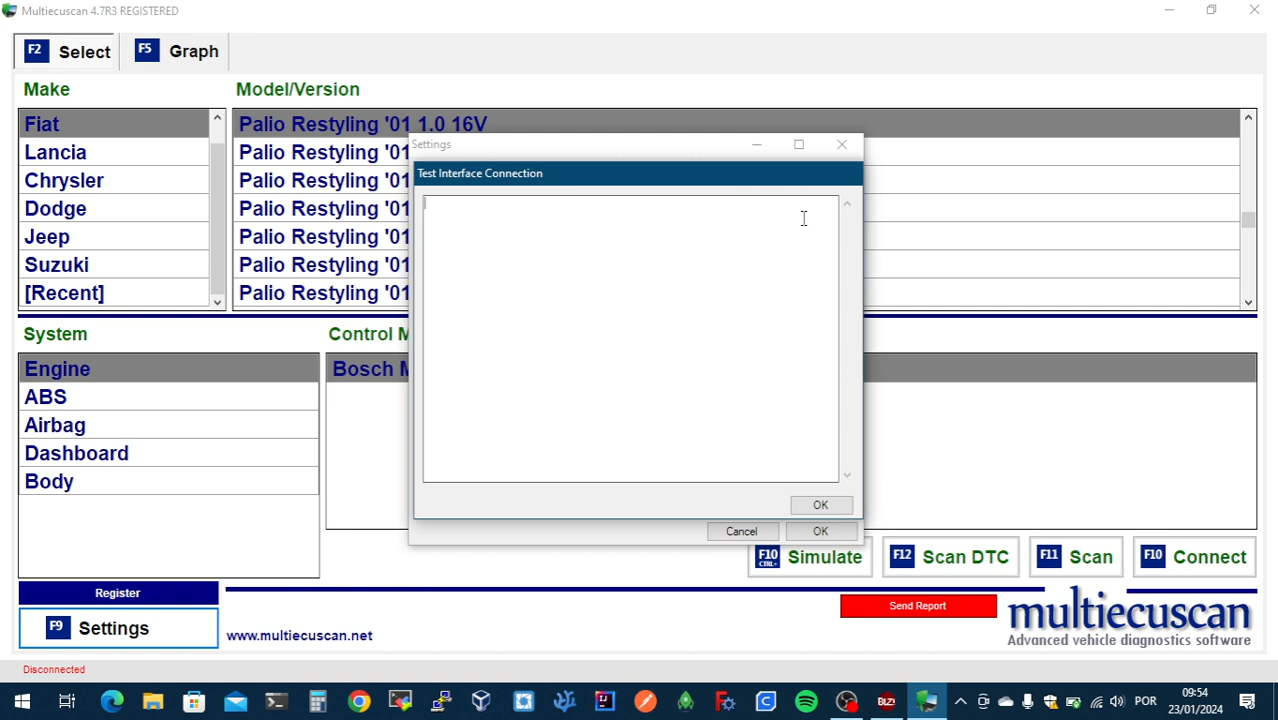 Multiecuscan 4.7R3 REGISTERED
F2 Select
F5 Graph
Make
Model/Version
Fiat
Lancia
Chrysler
Dodge
Jeep
Suzuki
[Recent]
Palio Restyling '01 1.0 16V
Palio Restyling '01
Palio Restyling '01
Palio Restyling '01
Palio Restyling '01
Palio Restyling '01
Palio Restyling '01
Settings
Test Interface Connection
OK
Cancel
OK
System
Control M
Engine
ABS
Airbag
Dashboard
Body
Bosch M
F10 CTRL+ Simulate
F12 Scan DTC
F11 Scan
F10 Connect
Register
F9 Settings
www.multiecuscan.net
Send Report
multiecuscan
Advanced vehicle diagnostics software
Disconnected
BLZ!
POR
09:54
23/01/2024